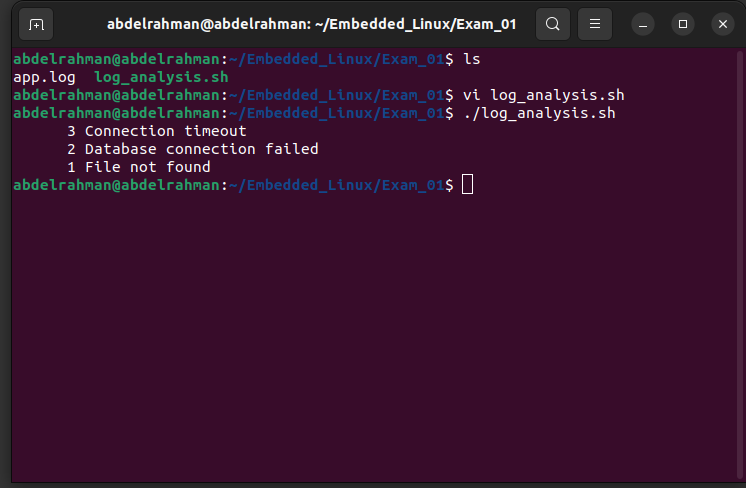 abdelrahman@abdelrahman: ~/Embedded_Linux/Exam_01
abdelrahman@abdelrahman:~/Embedded_Linux/Exam_01$ ls
app.log  log_analysis.sh
abdelrahman@abdelrahman:~/Embedded_Linux/Exam_01$ vi log_analysis.sh
abdelrahman@abdelrahman:~/Embedded_Linux/Exam_01$ ./log_analysis.sh
      3 Connection timeout
      2 Database connection failed
      1 File not found
abdelrahman@abdelrahman:~/Embedded_Linux/Exam_01$